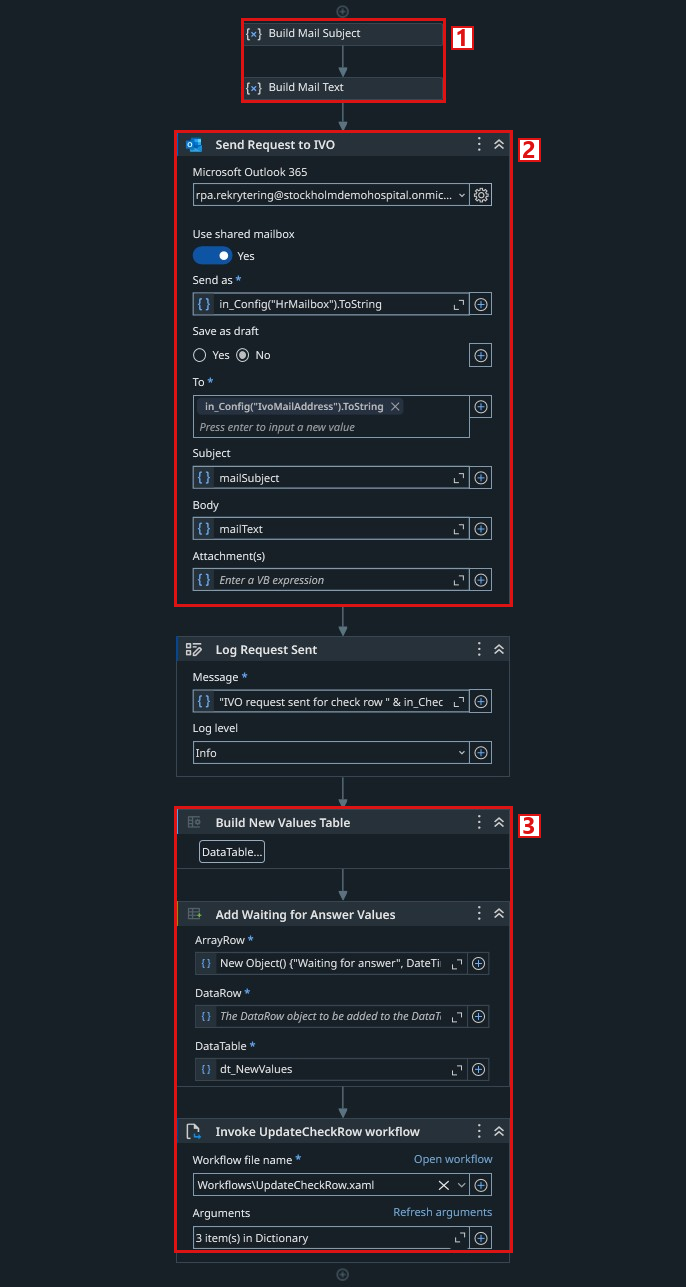 Build Mail Subject
1
Build Mail Text
Send Request to IVO
2
Microsoft Outlook 365
rpa.rekrytering@stockholmdemohospital.onmic...
Use shared mailbox
Yes
Send as *
in_Config("HrMailbox").ToString
Save as draft
Yes No
To *
in_Config("IvoMailAddress").ToString
Press enter to input a new value
Subject
mailSubject
Body
mailText
Attachment(s)
Enter a VB expression
Log Request Sent
Message *
"IVO request sent for check row " & in_Chec
Log level
Info
Build New Values Table
3
DataTable...
Add Waiting for Answer Values
ArrayRow *
New Object() {"Waiting for answer", DateTi
DataRow *
The DataRow object to be added to the DataT
DataTable *
dt_NewValues
Invoke UpdateCheckRow workflow
Workflow file name * Open workflow
Workflows\UpdateCheckRow.xaml
Arguments Refresh arguments
3 item(s) in Dictionary